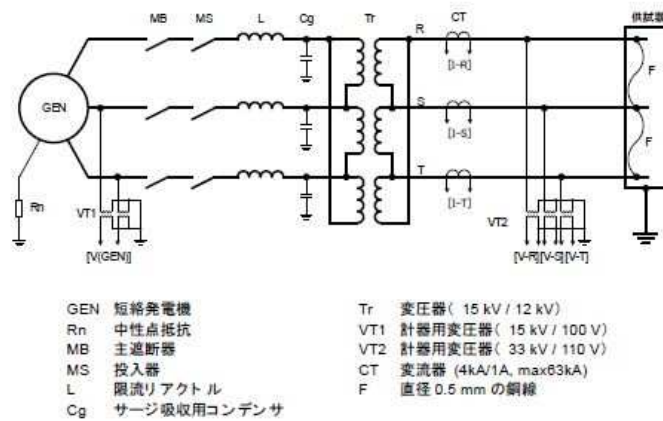 MB MS L Cg Tr R CT 供試器
[I-R]
F
GEN
S
[I-S]
F
T
Rn
VT1
[I-T]
VT2
[V(GEN)]
[V-R][V-S][V-T]
GEN 短絡発電機
Rn 中性点抵抗
MB 主遮断器
MS 投入器
L 限流リアクトル
Cg サージ吸収用コンデンサ
Tr 変圧器( 15 kV / 12 kV)
VT1 計器用変圧器( 15 kV / 100 V)
VT2 計器用変圧器( 33 kV / 110 V)
CT 変流器 (4kA/1A, max63kA)
F 直径 0.5 mm の銅線